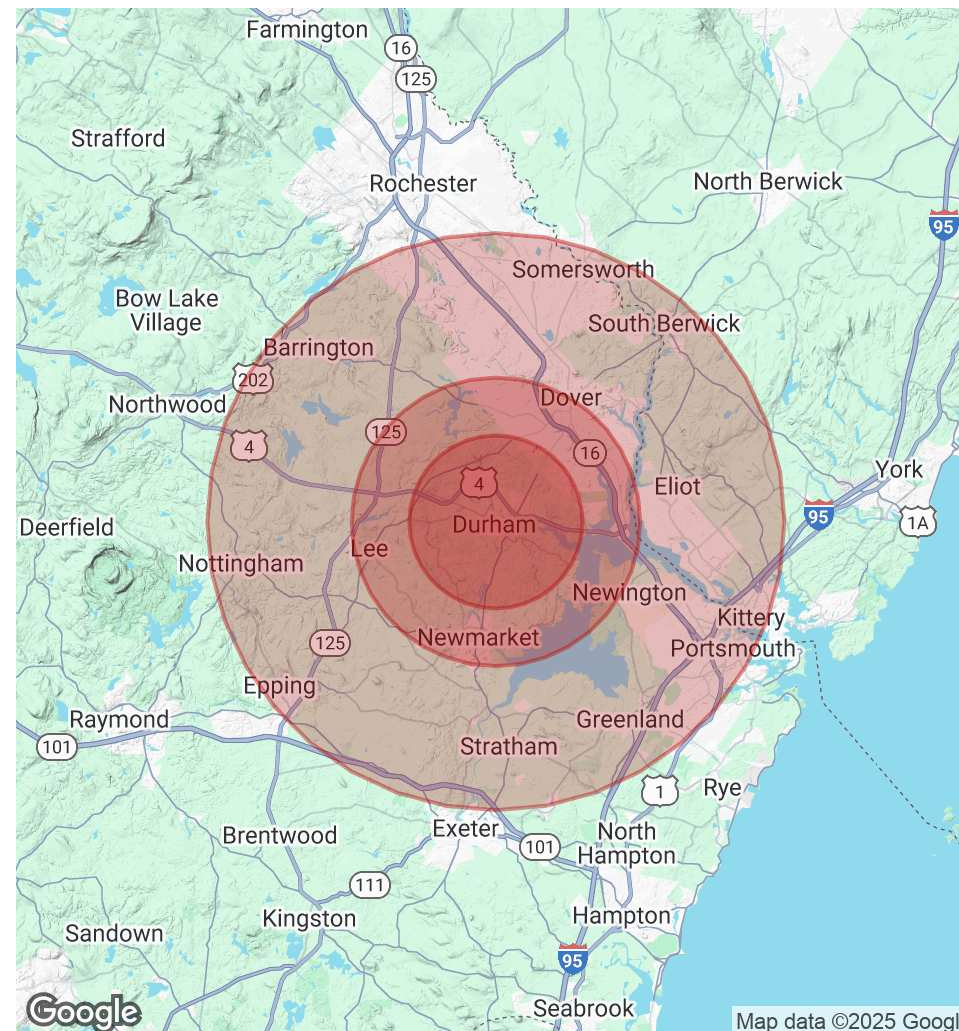 Farmington
16
125
Strafford
North Berwick
Rochester
95
Somersworth
Bow Lake
Village
South Berwick
Barrington
202
Northwood
Dover
125
4
16
York
Eliot
4
95
1A
Deerfield
Durham
Lee
Nottingham
Newington
Kittery
Newmarket
125
Portsmouth
Epping
Raymond
Greenland
101
Stratham
Rye
1
Brentwood
Exeter
North
Hampton
101
111
Kingston
Hampton
Sandown
95
Seabrook
Google
Map data ©2025 Googl